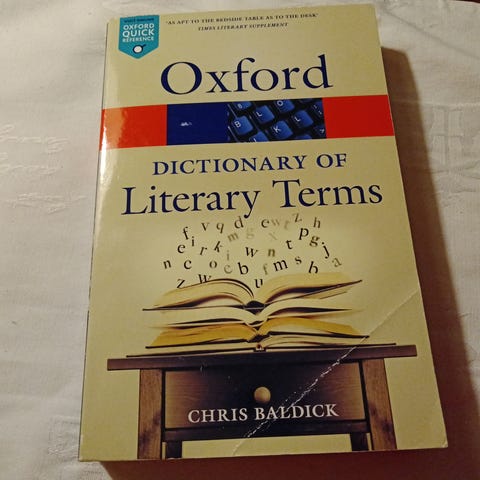 OXFORD
QUICK
REFERENCE
'AS APT TO THE BEDSIDE TABLE AS TO THE DESK'
TIMES LITERARY SUPPLEMENT
Oxford
B L O
K L
DICTIONARY OF
Literary Terms
f v q d e w t z h
e i r k m g x t p g j
n c o c i w n
z w e b u f m s h a
CHRIS BALDICK